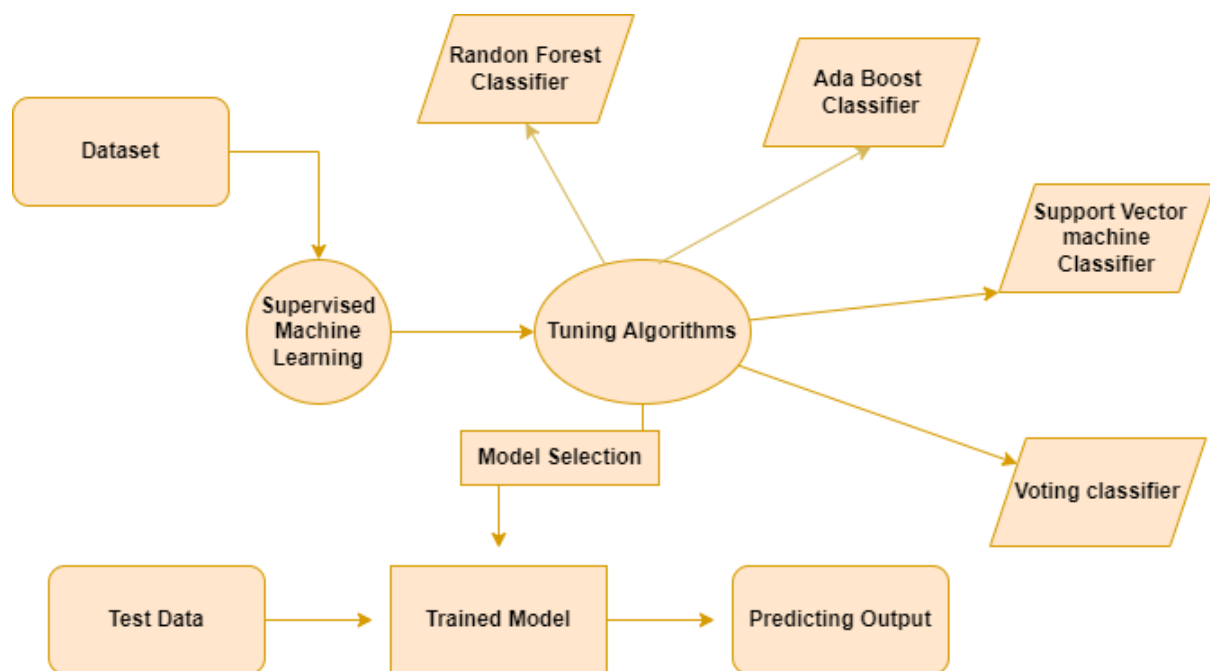 Randon Forest
Classifier
Ada Boost
Classifier
Dataset
Support Vector
machine
Classifier
Supervised
Machine
Learning
Tuning Algorithms
Model Selection
Voting classifier
Test Data
Trained Model
Predicting Output